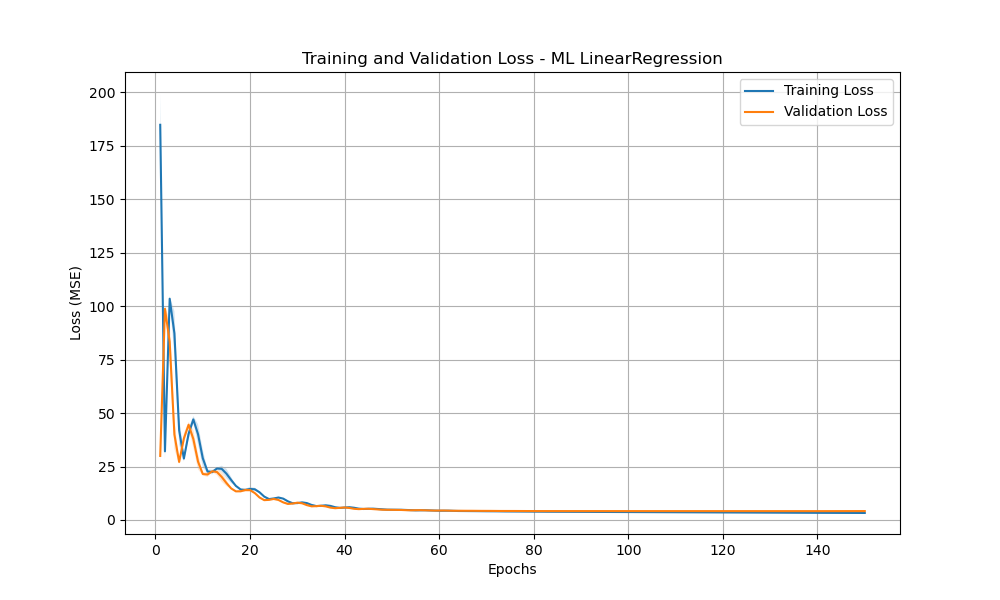 Training and Validation Loss - ML LinearRegression
Training Loss
Validation Loss
Loss (MSE)
200
175
150
125
100
75
50
25
0
0 20 40 60 80 100 120 140
Epochs